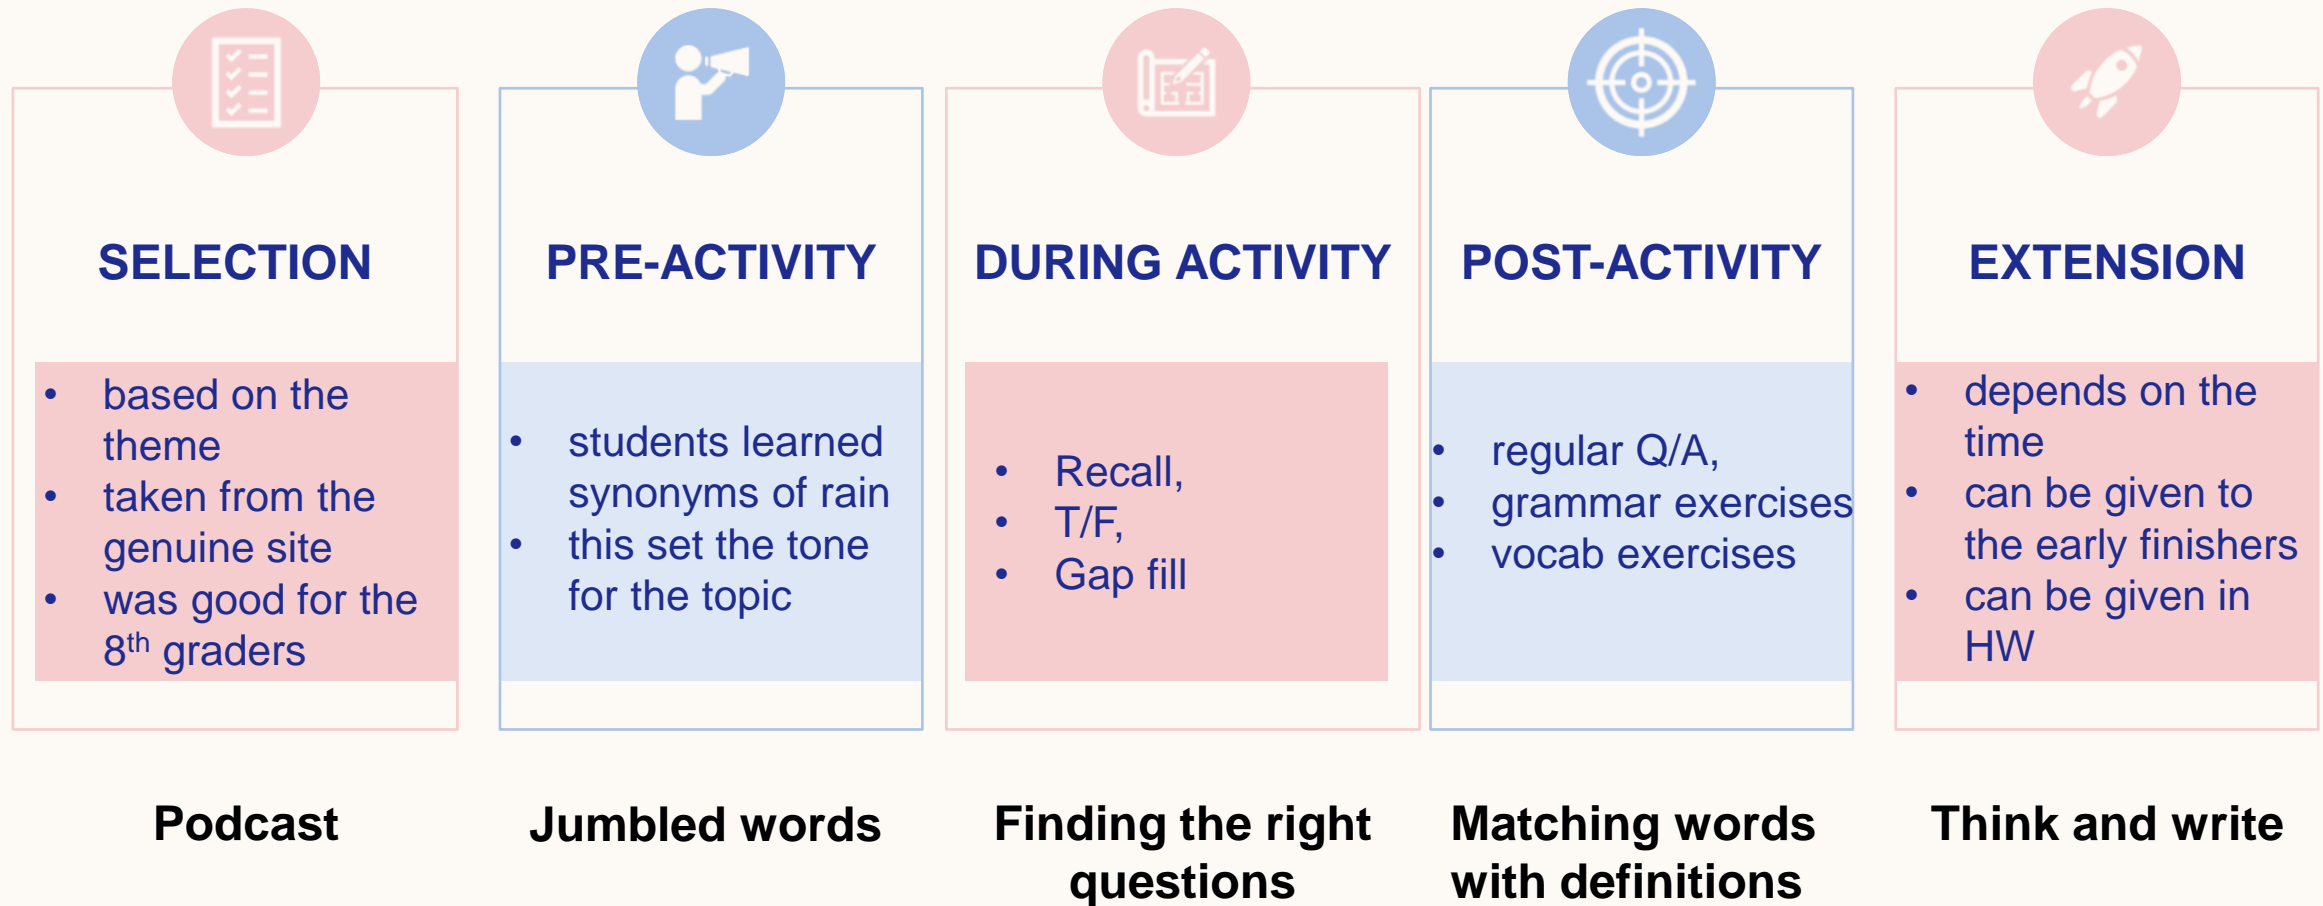 SELECTION
• based on the
theme
• taken from the
genuine site
• was good for the
8th graders
Podcast
PRE-ACTIVITY
• students learned
synonyms of rain
• this set the tone
for the topic
Jumbled words
DURING ACTIVITY
• Recall,
• T/F,
• Gap fill
Finding the right
questions
POST-ACTIVITY
• regular Q/A,
• grammar exercises
• vocab exercises
Matching words
with definitions
EXTENSION
• depends on the
time
• can be given to
the early finishers
• can be given in
HW
Think and write